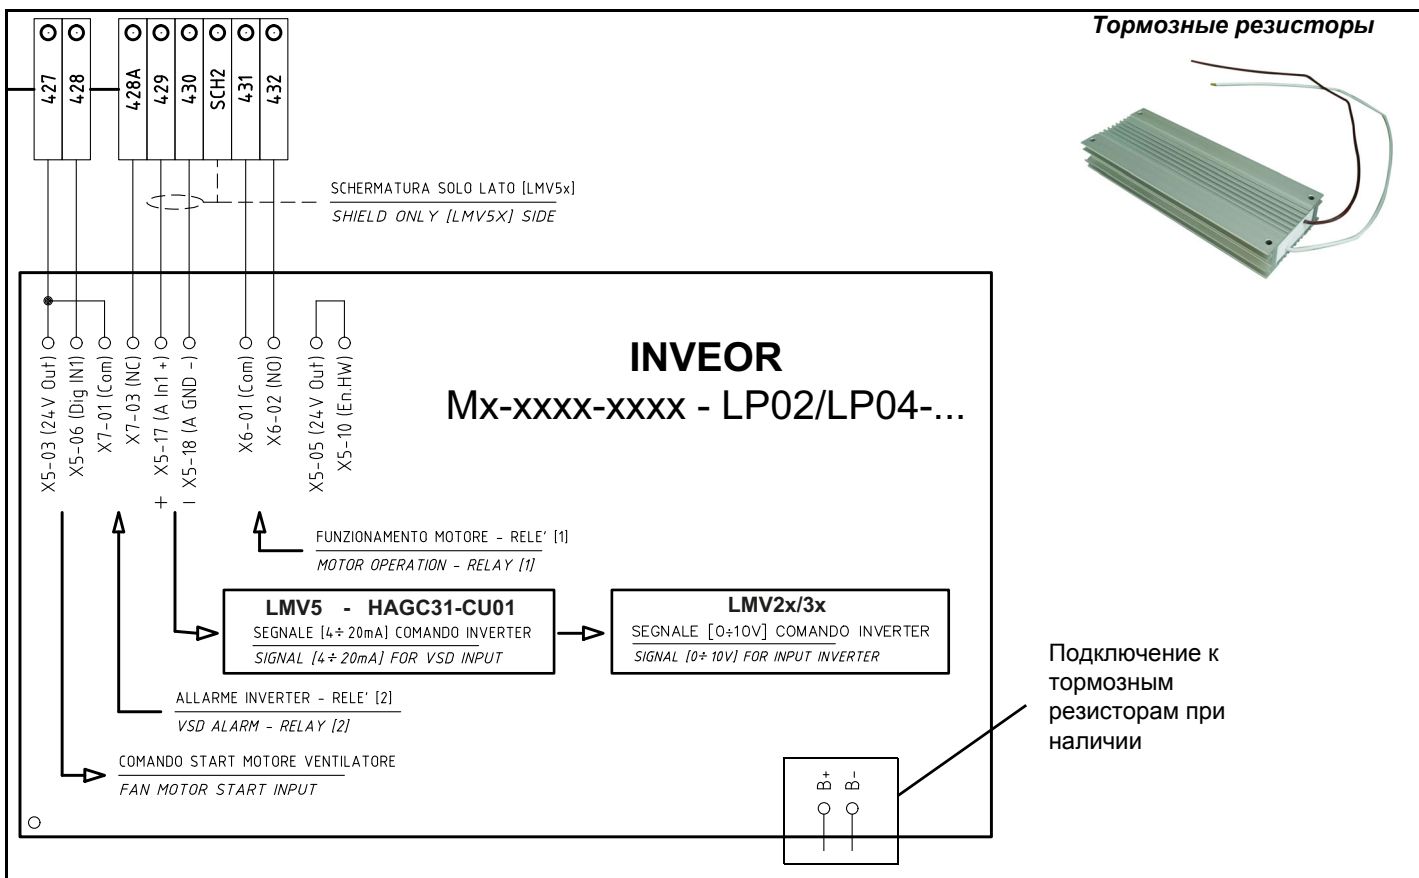 Тормозные резисторы
427
428
428A
429
430
SCH2
431
432
SCHERMATURA SOLO LATO [LMV5x]
SHIELD ONLY [LMV5X] SIDE
INVEOR
Mx-xxxx-xxxx - LP02/LP04-...
X5-03 (24V Out)
X5-06 (Dig IN1)
X7-01 (Com)
X7-03 (NC)
+ X5-17 (A In1 +)
- X5-18 (A GND -)
X6-01 (Com)
X6-02 (NO)
X5-05 (24V Out)
X5-10 (En.HW)
FUNZIONAMENTO MOTORE - RELE' [1]
MOTOR OPERATION - RELAY [1]
LMV5 - HAGC31-CU01
SEGNALE [4÷20mA] COMANDO INVERTER
SIGNAL [4÷20mA] FOR VSD INPUT
LMV2x/3x
SEGNALE [0÷10V] COMANDO INVERTER
SIGNAL [0÷10V] FOR INPUT INVERTER
ALLARME INVERTER - RELE' [2]
VSD ALARM - RELAY [2]
COMANDO START MOTORE VENTILATORE
FAN MOTOR START INPUT
B+
B-
Подключение к
тормозным
резисторам при
наличии